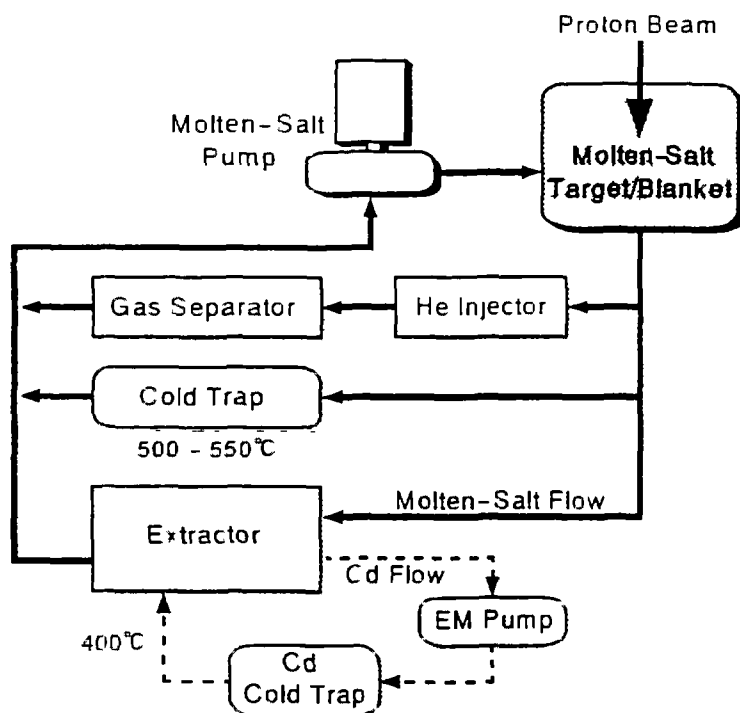 Proton Beam
Molten-Salt
Pump
Molten-Salt
Target/Blanket
Gas Separator
He Injector
Cold Trap
500 - 550℃
Molten-Salt Flow
Extractor
Cd Flow
EM Pump
400℃
Cd
Cold Trap